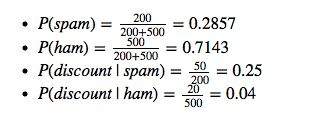 • P(spam) = 200/(200+500) = 0.2857
• P(ham) = 500/(200+500) = 0.7143
• P(discount | spam) = 50/200 = 0.25
• P(discount | ham) = 20/500 = 0.04